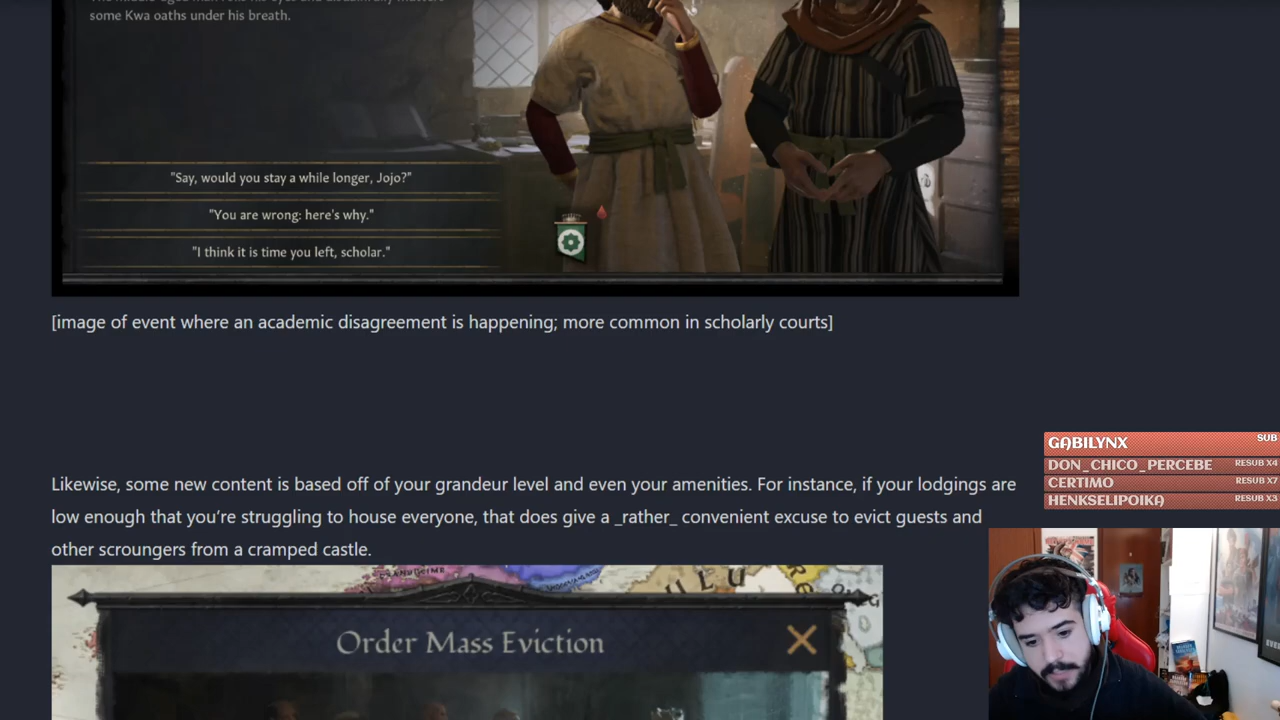 some Kwa oaths under his breath.
"Say, would you stay a while longer, Jojo?"
"You are wrong: here's why."
"I think it is time you left, scholar."
[image of event where an academic disagreement is happening; more common in scholarly courts]
GABILYNX SUB
DON_CHICO_PERCEBE RESUB X4
CERTIMO RESUB X7
HENKSELIPOIKA RESUB X3
Likewise, some new content is based off of your grandeur level and even your amenities. For instance, if your lodgings are
low enough that you’re struggling to house everyone, that does give a _rather_ convenient excuse to evict guests and
other scroungers from a cramped castle.
Order Mass Eviction